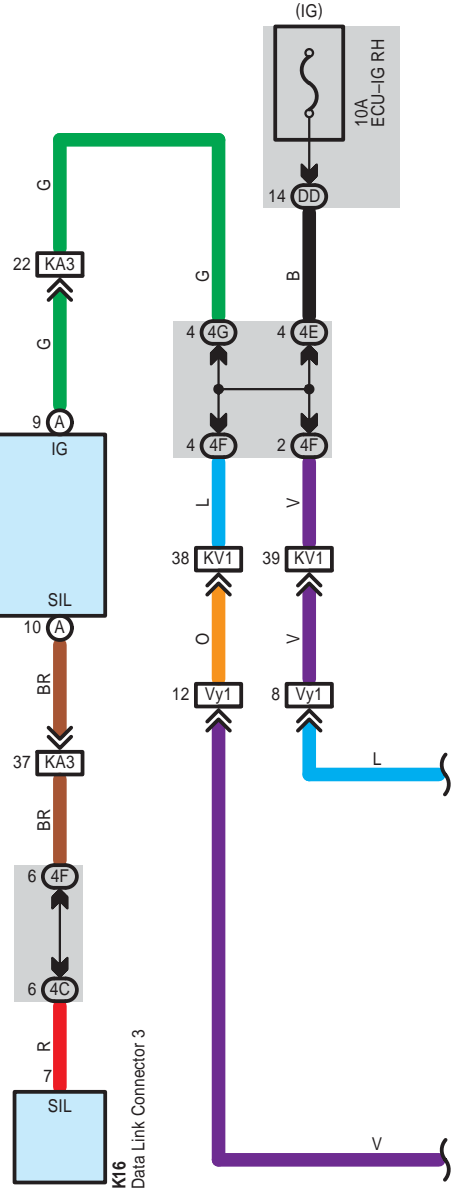 (IG)
10A
ECU–IG RH
14 DD
G
G
B
22 KA3
G
4 4G
4 4E
9 A
IG
4 4F
2 4F
L
V
38 KV1
39 KV1
SIL
10 A
BR
O
V
12 Vy1
8 Vy1
37 KA3
L
BR
6 4F
6 4C
R
7
SIL
K16
Data Link Connector 3
V